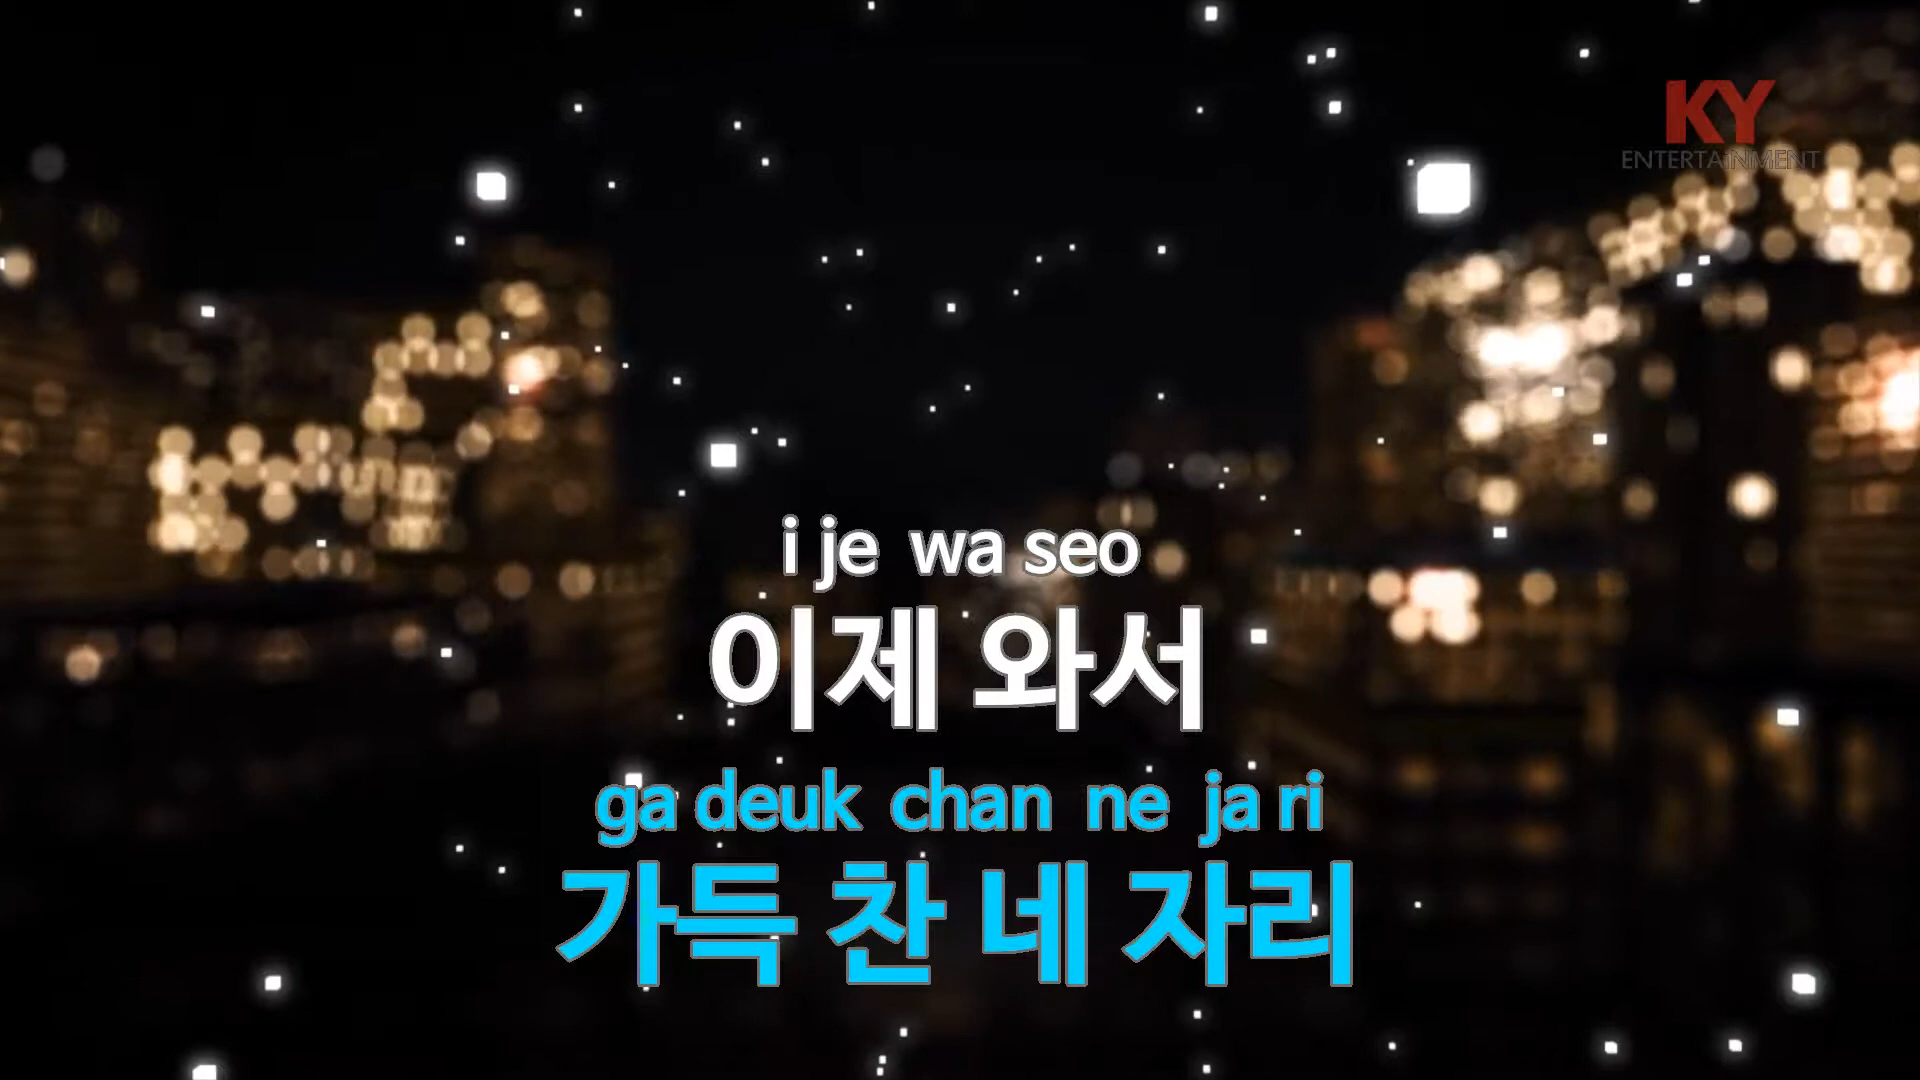 KY
ENTERTAINMENT
i je wa seo
이제 와서
ga deuk chan ne ja ri
가득 찬 네 자리